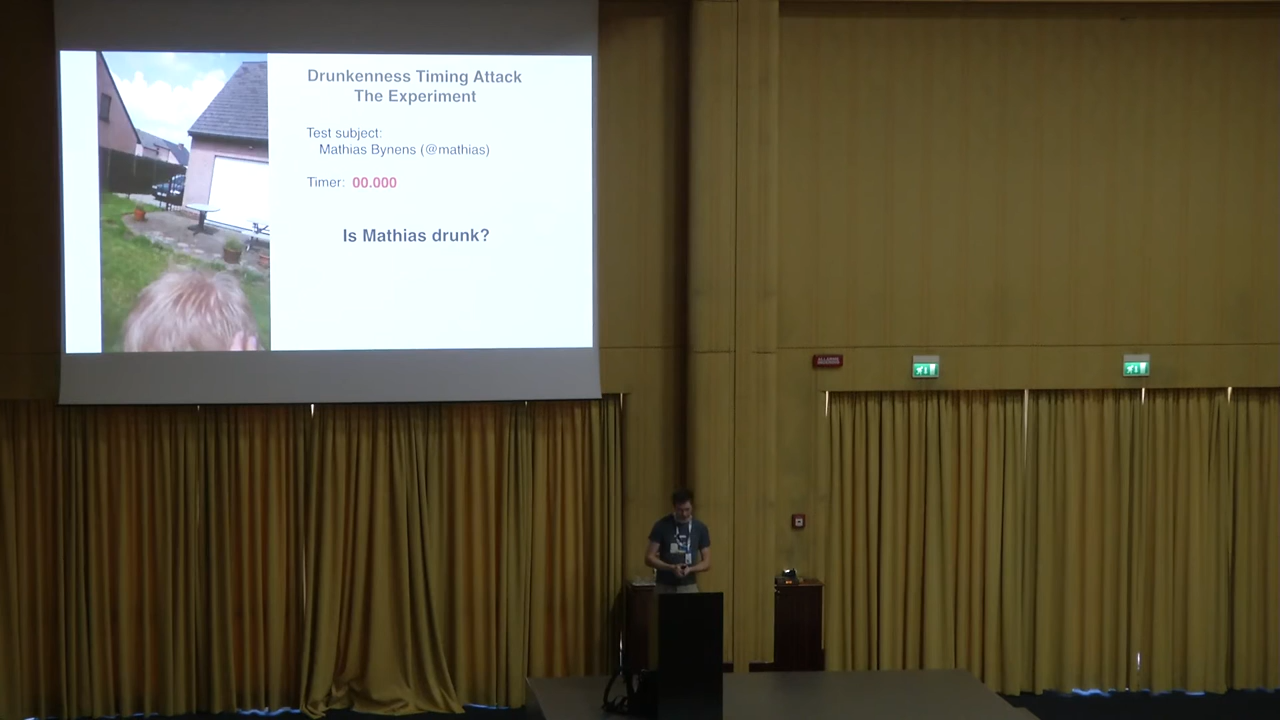 Drunkenness Timing Attack
The Experiment
Test subject:
Mathias Bynens (@mathias)
Timer: 00.000
Is Mathias drunk?